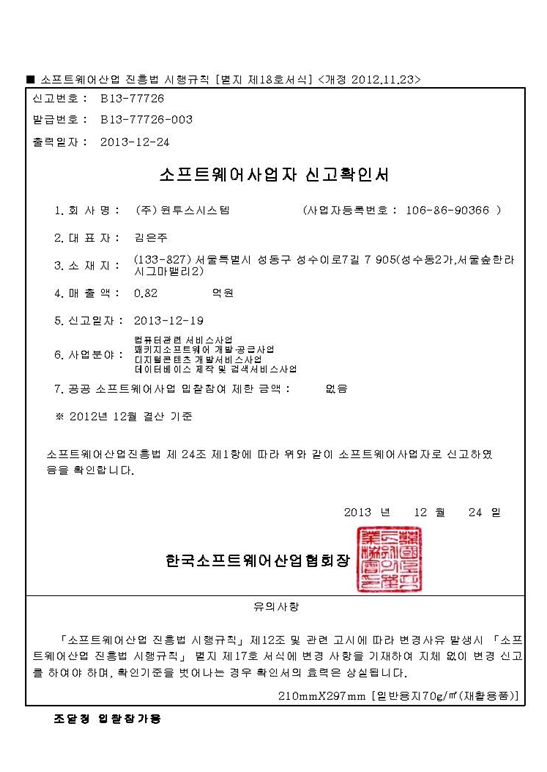 ■ 소프트웨어산업 진흥법 시행규칙 [별지 제18호서식] <개정 2012.11.23>
신고번호 : B13-77726
발급번호 : B13-77726-003
출력일자 : 2013-12-24
소프트웨어사업자 신고확인서
1. 회 사 명 : (주)원투스시스템 (사업자등록번호 : 106-86-90366 )
2. 대 표 자 : 김은주
3. 소 재 지 : (133-827) 서울특별시 성동구 성수이로7길 7 905(성수동2가,서울숲한라
시그마밸리2)
4. 매 출 액 : 0.82 억원
5. 신고일자 : 2013-12-19
6. 사업분야 : 컴퓨터관련 서비스사업
패키지소프트웨어 개발·공급사업
디지털콘텐츠 개발서비스사업
데이터베이스 제작 및 검색서비스사업
7. 공공 소프트웨어사업 입찰참여 제한 금액 : 없음
※ 2012년 12월 결산 기준
소프트웨어산업진흥법 제 24조 제1항에 따라 위와 같이 소프트웨어사업자로 신고하였
음을 확인합니다.
2013 년 12 월 24 일
한국소프트웨어산업협회장
유의사항
「소프트웨어산업 진흥법 시행규칙」제12조 및 관련 고시에 따라 변경사유 발생시 「소프
트웨어산업 진흥법 시행규칙」 별지 제17호 서식에 변경 사항을 기재하여 지체 없이 변경 신고
를 하여야 하며, 확인기준을 벗어나는 경우 확인서의 효력은 상실됩니다.
210mmX297mm [일반용지70g/㎡(재활용품)]
조달청 입찰참가용